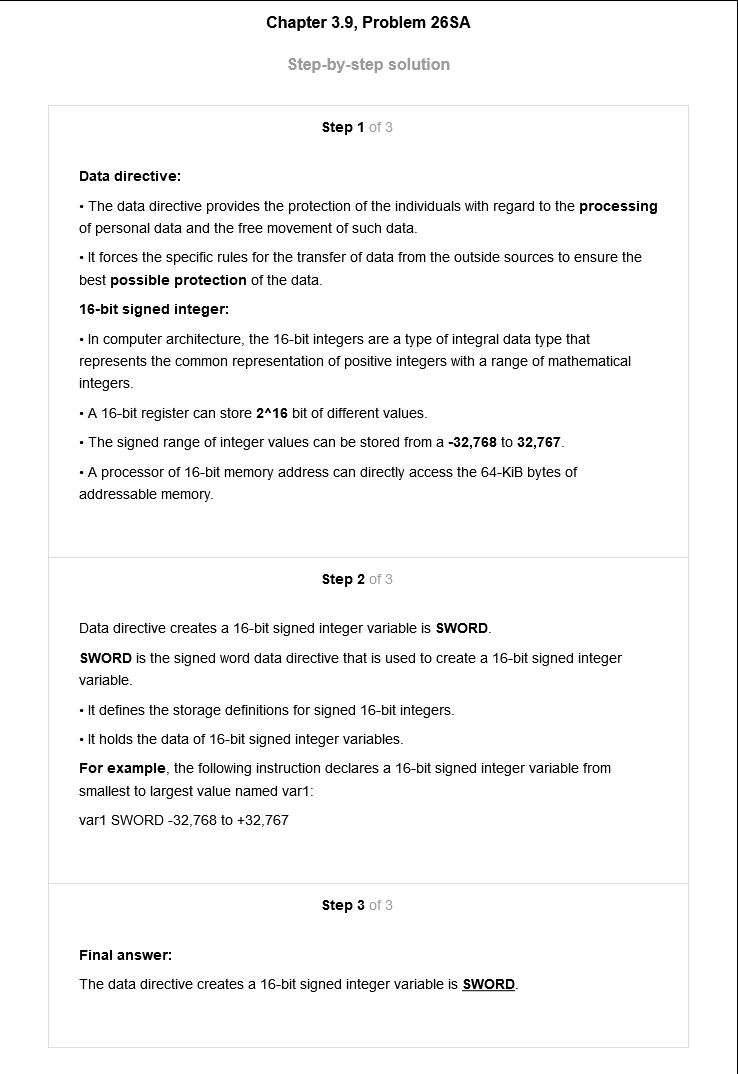 Chapter 3.9, Problem 26SA
Step-by-step solution
Step 1 of 3
Data directive:
• The data directive provides the protection of the individuals with regard to the processing
of personal data and the free movement of such data.
• It forces the specific rules for the transfer of data from the outside sources to ensure the
best possible protection of the data.
16-bit signed integer:
• In computer architecture, the 16-bit integers are a type of integral data type that
represents the common representation of positive integers with a range of mathematical
integers.
• A 16-bit register can store 2^16 bit of different values.
• The signed range of integer values can be stored from a -32,768 to 32,767.
• A processor of 16-bit memory address can directly access the 64-KiB bytes of
addressable memory.
Step 2 of 3
Data directive creates a 16-bit signed integer variable is SWORD.
SWORD is the signed word data directive that is used to create a 16-bit signed integer
variable.
• It defines the storage definitions for signed 16-bit integers.
• It holds the data of 16-bit signed integer variables.
For example, the following instruction declares a 16-bit signed integer variable from
smallest to largest value named var1:
var1 SWORD -32,768 to +32,767
Step 3 of 3
Final answer:
The data directive creates a 16-bit signed integer variable is SWORD.